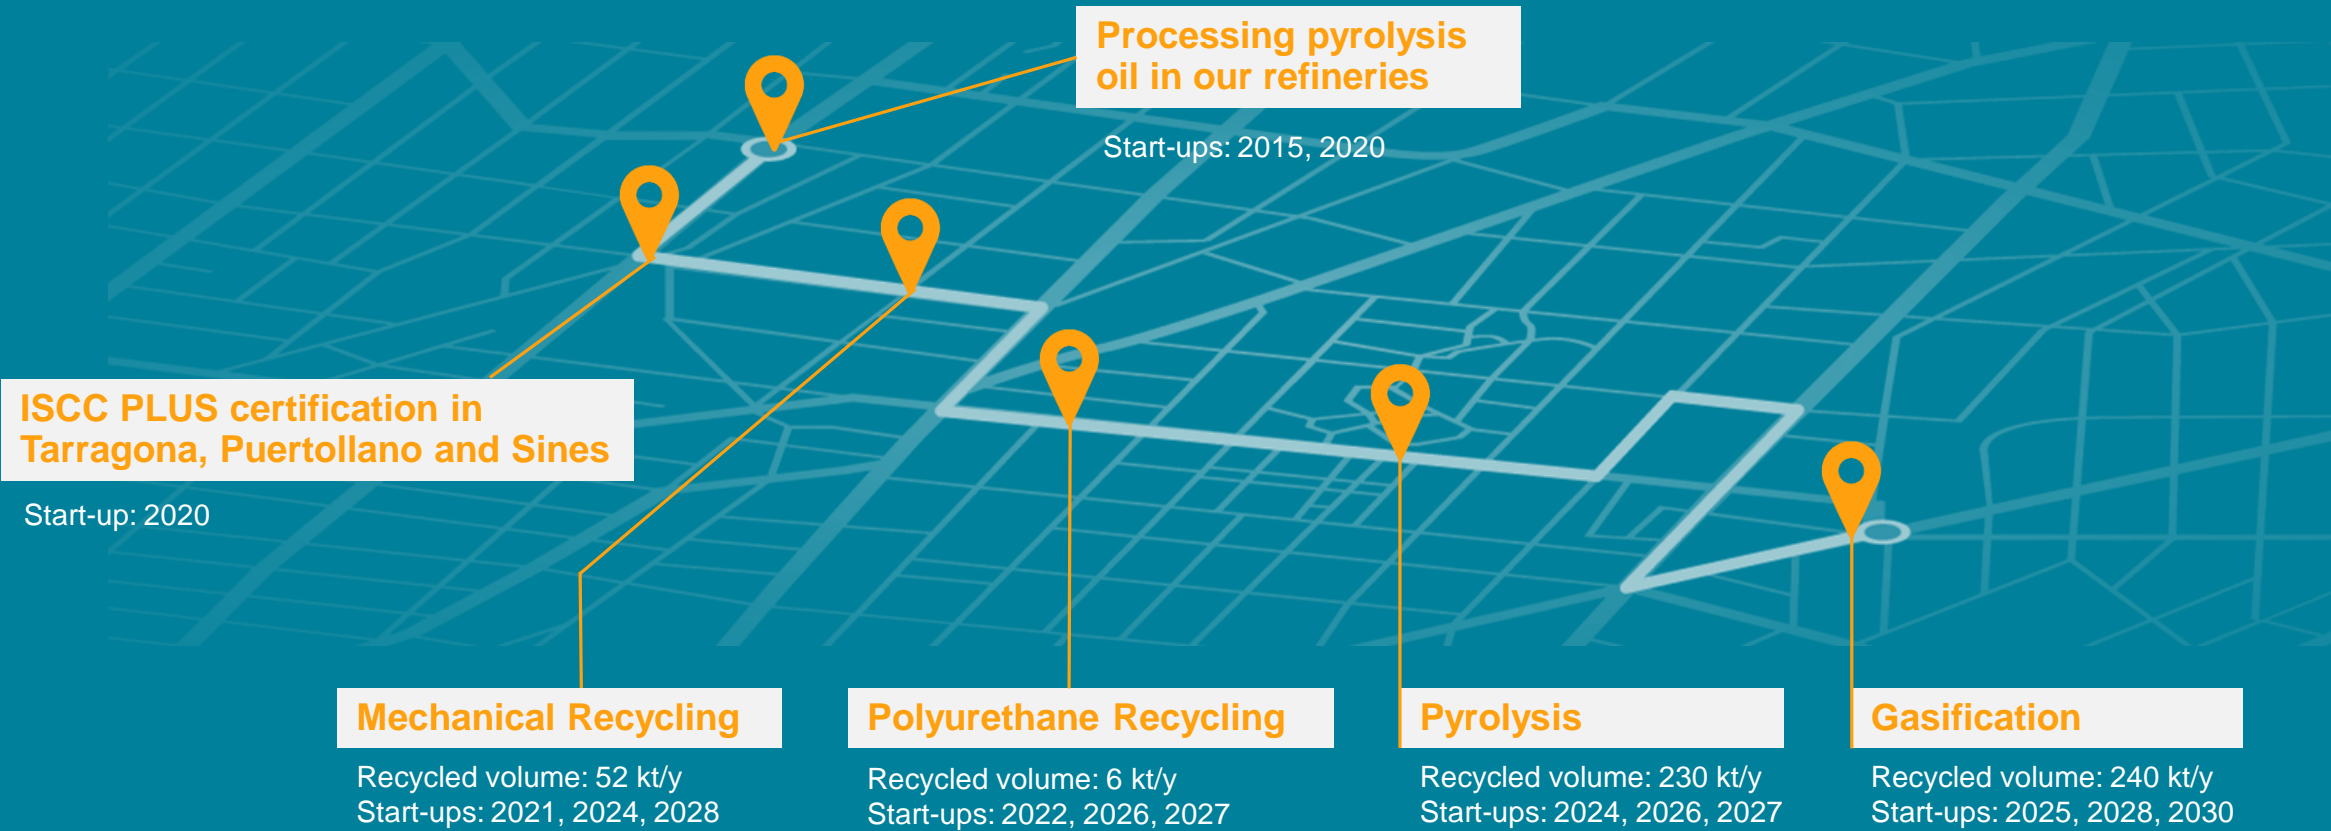 Processing pyrolysis
oil in our refineries
Start-ups: 2015, 2020
ISCC PLUS certification in
Tarragona, Puertollano and Sines
Start-up: 2020
Mechanical Recycling
Recycled volume: 52 kt/y
Start-ups: 2021, 2024, 2028
Polyurethane Recycling
Recycled volume: 6 kt/y
Start-ups: 2022, 2026, 2027
Pyrolysis
Recycled volume: 230 kt/y
Start-ups: 2024, 2026, 2027
Gasification
Recycled volume: 240 kt/y
Start-ups: 2025, 2028, 2030